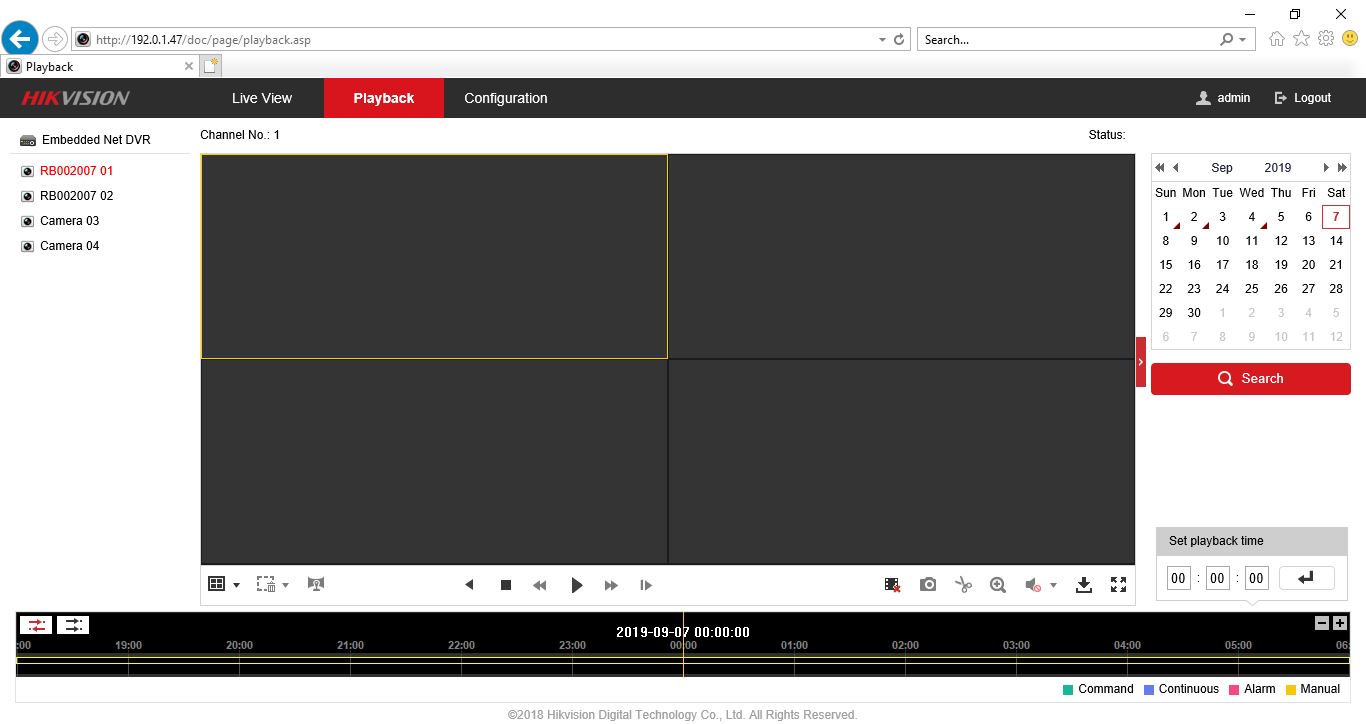 http://192.0.1.47/doc/page/playback.asp
Search...
Playback
HIKVISION
Live View
Playback
Configuration
admin
Logout
Embedded Net DVR
RB002007 01
RB002007 02
Camera 03
Camera 04
Channel No.: 1
Status:
Sep 2019
Sun Mon Tue Wed Thu Fri Sat
1 2 3 4 5 6 7
8 9 10 11 12 13 14
15 16 17 18 19 20 21
22 23 24 25 26 27 28
29 30 1 2 3 4 5
6 7 8 9 10 11 12
Search
Set playback time
00 : 00 : 00
2019-09-07 00:00:00
:00 19:00 20:00 21:00 22:00 23:00 00:00 01:00 02:00 03:00 04:00 05:00 06:
Command Continuous Alarm Manual
©2018 Hikvision Digital Technology Co., Ltd. All Rights Reserved.